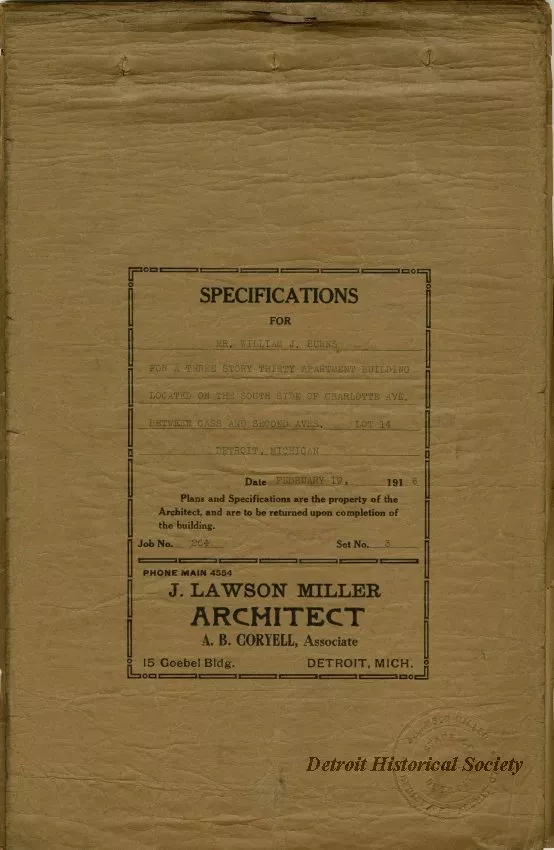 SPECIFICATIONS
FOR
MR. WILLIAM J. BURNS,
FOR A THREE STORY THIRTY APARTMENT BUILDING
LOCATED ON THE SOUTH SIDE OF CHARLOTTE AVE.
BETWEEN CASS AND SECOND AVES. LOT 14
DETROIT, MICHIGAN
Date FEBRUARY 19, 191 6
Plans and Specifications are the property of the
Architect, and are to be returned upon completion of
the building.
Job No. 264 Set No. 3
PHONE MAIN 4554
J. LAWSON MILLER
ARCHITECT
A. B. CORYELL, Associate
15 Goebel Bldg. DETROIT, MICH.
Detroit Historical Society